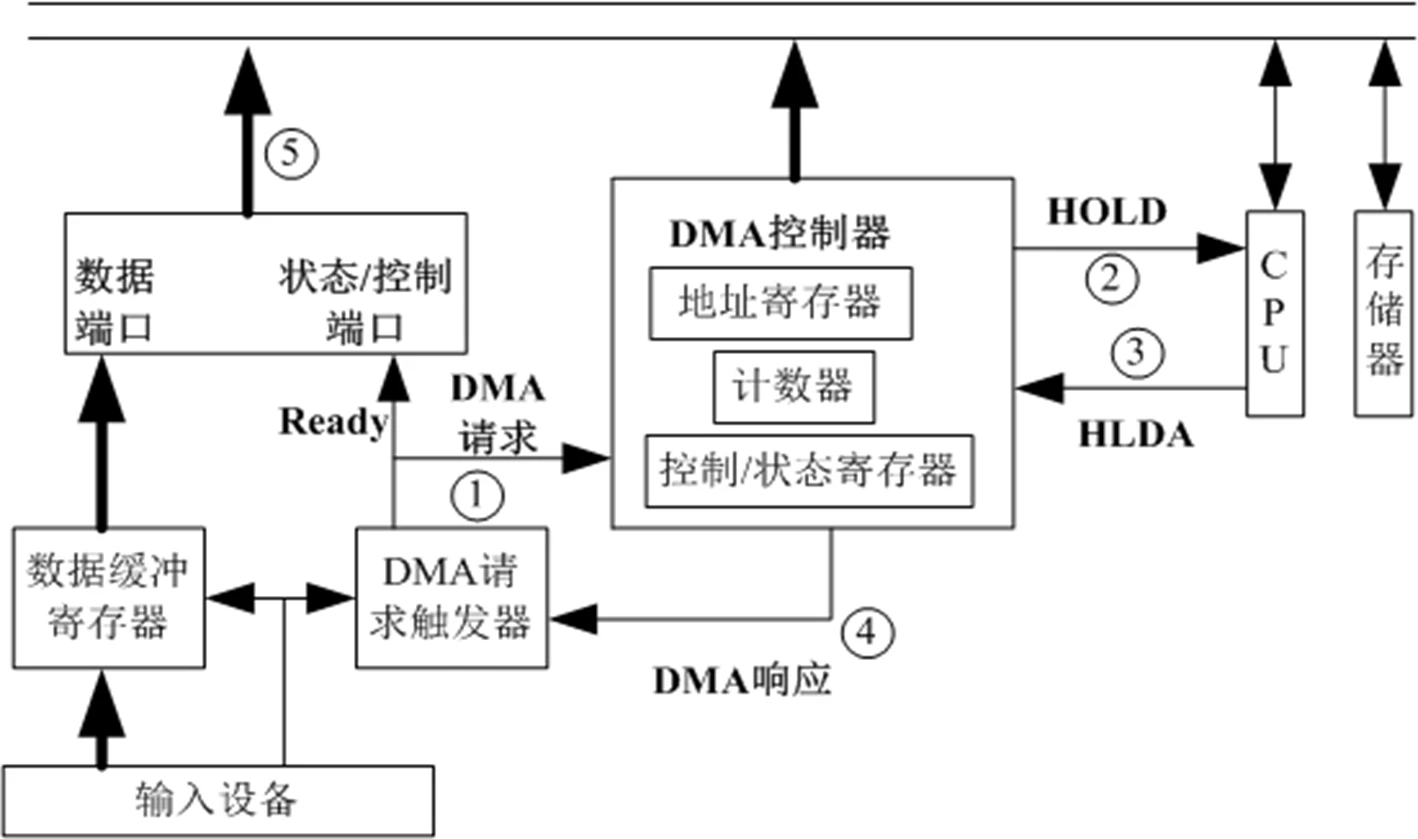 ⑤
DMA控制器
HOLD
②
数据
端口
状态/控制
端口
地址寄存器
C
P
U
存
储
器
③
计数器
Ready
DMA
请求
HLDA
控制/状态寄存器
①
数据缓冲
寄存器
DMA请
求触发器
④
DMA响应
输入设备